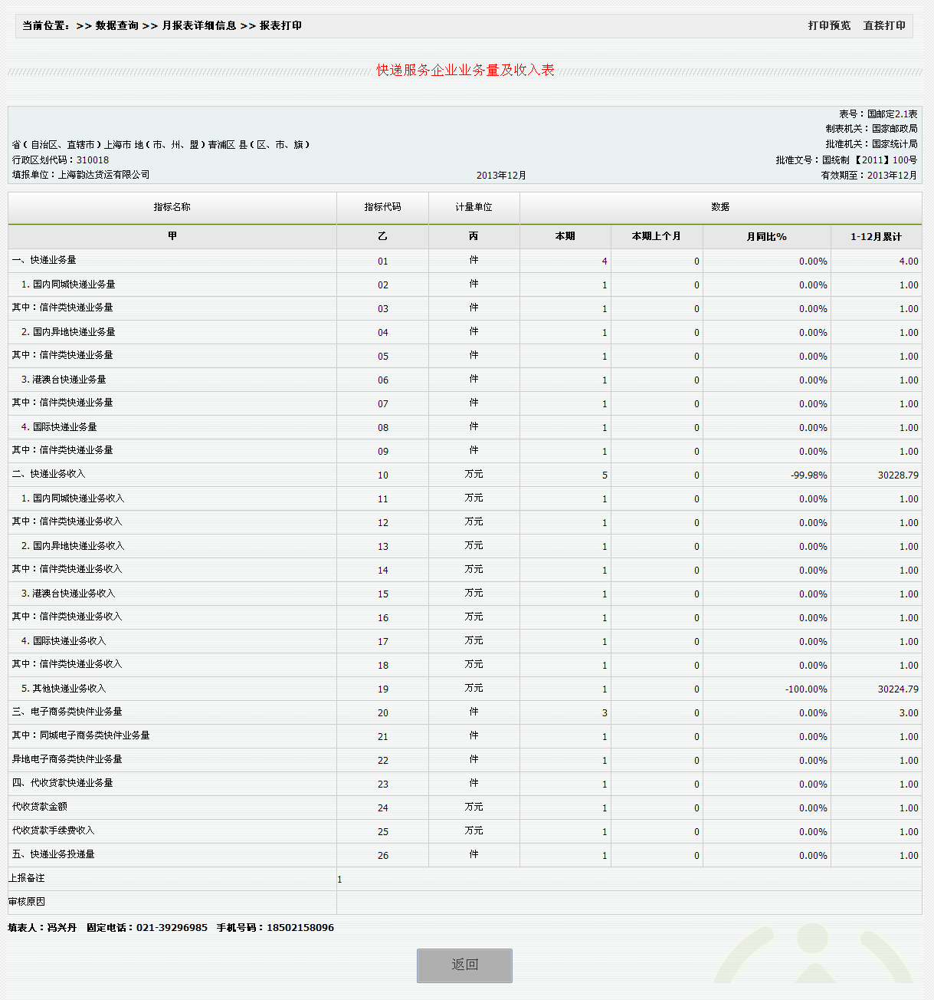 当前位置：>> 数据查询 >> 月报表详细信息 >> 报表打印 打印预览 直接打印
快递服务企业业务量及收入表
表号：国邮定2.1表
制表机关：国家邮政局
省（自治区、直辖市）上海市 地（市、州、盟）青浦区 县（区、市、旗） 批准机关：国家统计局
行政区划代码：310018 批准文号：国统制 【2011】100号
填报单位：上海韵达货运有限公司 2013年12月 有效期至：2013年12月
指标名称 指标代码 计量单位 数据
甲 乙 丙 本期 本期上个月 月同比% 1-12月累计
一、快递业务量 01 件 4 0 0.00% 4.00
1. 国内同城快递业务量 02 件 1 0 0.00% 1.00
其中：信件类快递业务量 03 件 1 0 0.00% 1.00
2. 国内异地快递业务量 04 件 1 0 0.00% 1.00
其中：信件类快递业务量 05 件 1 0 0.00% 1.00
3. 港澳台快递业务量 06 件 1 0 0.00% 1.00
其中：信件类快递业务量 07 件 1 0 0.00% 1.00
4. 国际快递业务量 08 件 1 0 0.00% 1.00
其中：信件类快递业务量 09 件 1 0 0.00% 1.00
二、快递业务收入 10 万元 5 0 -99.98% 30228.79
1. 国内同城快递业务收入 11 万元 1 0 0.00% 1.00
其中：信件类快递业务收入 12 万元 1 0 0.00% 1.00
2. 国内异地快递业务收入 13 万元 1 0 0.00% 1.00
其中：信件类快递业务收入 14 万元 1 0 0.00% 1.00
3. 港澳台快递业务收入 15 万元 1 0 0.00% 1.00
其中：信件类快递业务收入 16 万元 1 0 0.00% 1.00
4. 国际快递业务收入 17 万元 1 0 0.00% 1.00
其中：信件类快递业务收入 18 万元 1 0 0.00% 1.00
5. 其他快递业务收入 19 万元 1 0 -100.00% 30224.79
三、电子商务类快件业务量 20 件 3 0 0.00% 3.00
其中：同城电子商务类快件业务量 21 件 1 0 0.00% 1.00
异地电子商务类快件业务量 22 件 1 0 0.00% 1.00
四、代收货款快递业务量 23 件 1 0 0.00% 1.00
代收货款金额 24 万元 1 0 0.00% 1.00
代收货款手续费收入 25 万元 1 0 0.00% 1.00
五、快递业务投递量 26 件 1 0 0.00% 1.00
上报备注 1
审核原因
填表人：冯兴丹 固定电话：021-39296985 手机号码：18502158096
返回